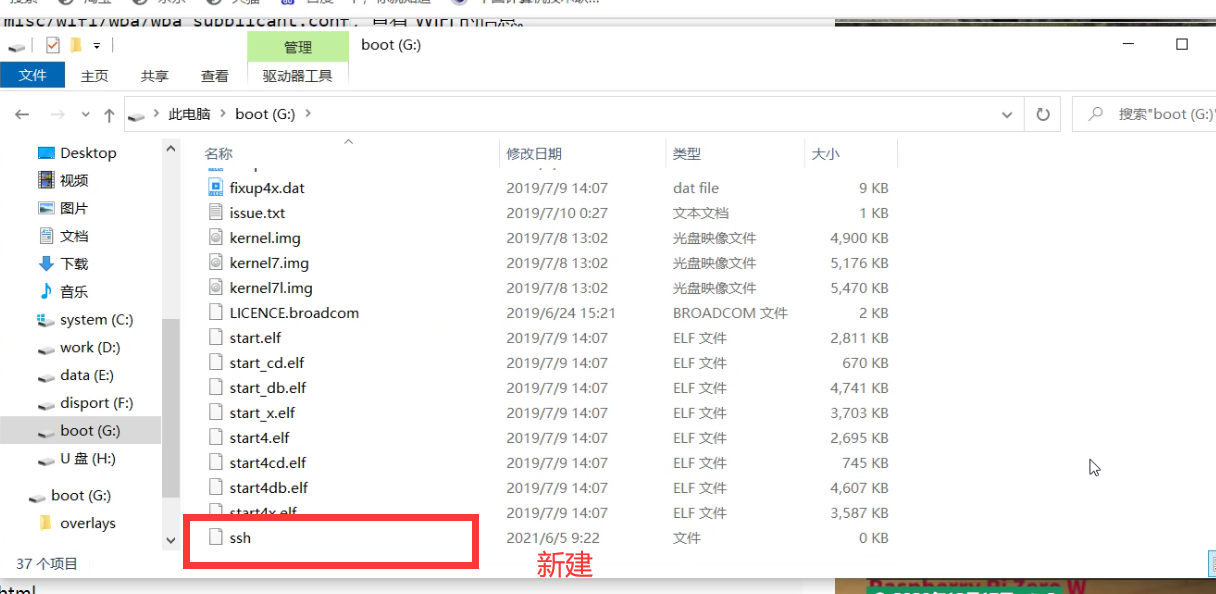 misc/wifi/wpa/wpa_supplicant.conf，查看 WiFi 的信息。
管理
boot (G:)
文件 主页 共享 查看 驱动器工具
此电脑 boot (G:) 搜索"boot (G:)"
名称 修改日期 类型 大小
fixup4x.dat 2019/7/9 14:07 dat file 9 KB
issue.txt 2019/7/10 0:27 文本文档 1 KB
kernel.img 2019/7/8 13:02 光盘映像文件 4,900 KB
kernel7.img 2019/7/8 13:02 光盘映像文件 5,176 KB
kernel7l.img 2019/7/8 13:02 光盘映像文件 5,470 KB
LICENCE.broadcom 2019/6/24 15:21 BROADCOM 文件 2 KB
start.elf 2019/7/9 14:07 ELF 文件 2,811 KB
start_cd.elf 2019/7/9 14:07 ELF 文件 670 KB
start_db.elf 2019/7/9 14:07 ELF 文件 4,741 KB
start_x.elf 2019/7/9 14:07 ELF 文件 3,703 KB
start4.elf 2019/7/9 14:07 ELF 文件 2,695 KB
start4cd.elf 2019/7/9 14:07 ELF 文件 745 KB
start4db.elf 2019/7/9 14:07 ELF 文件 4,607 KB
start4x.elf 2019/7/9 14:07 ELF 文件 3,587 KB
ssh 2021/6/5 9:22 文件 0 KB
新建
Desktop
视频
图片
文档
下载
音乐
system (C:)
work (D:)
data (E:)
disport (F:)
boot (G:)
U 盘 (H:)
boot (G:)
overlays
37 个项目
html
Raspberry Pi Zero W